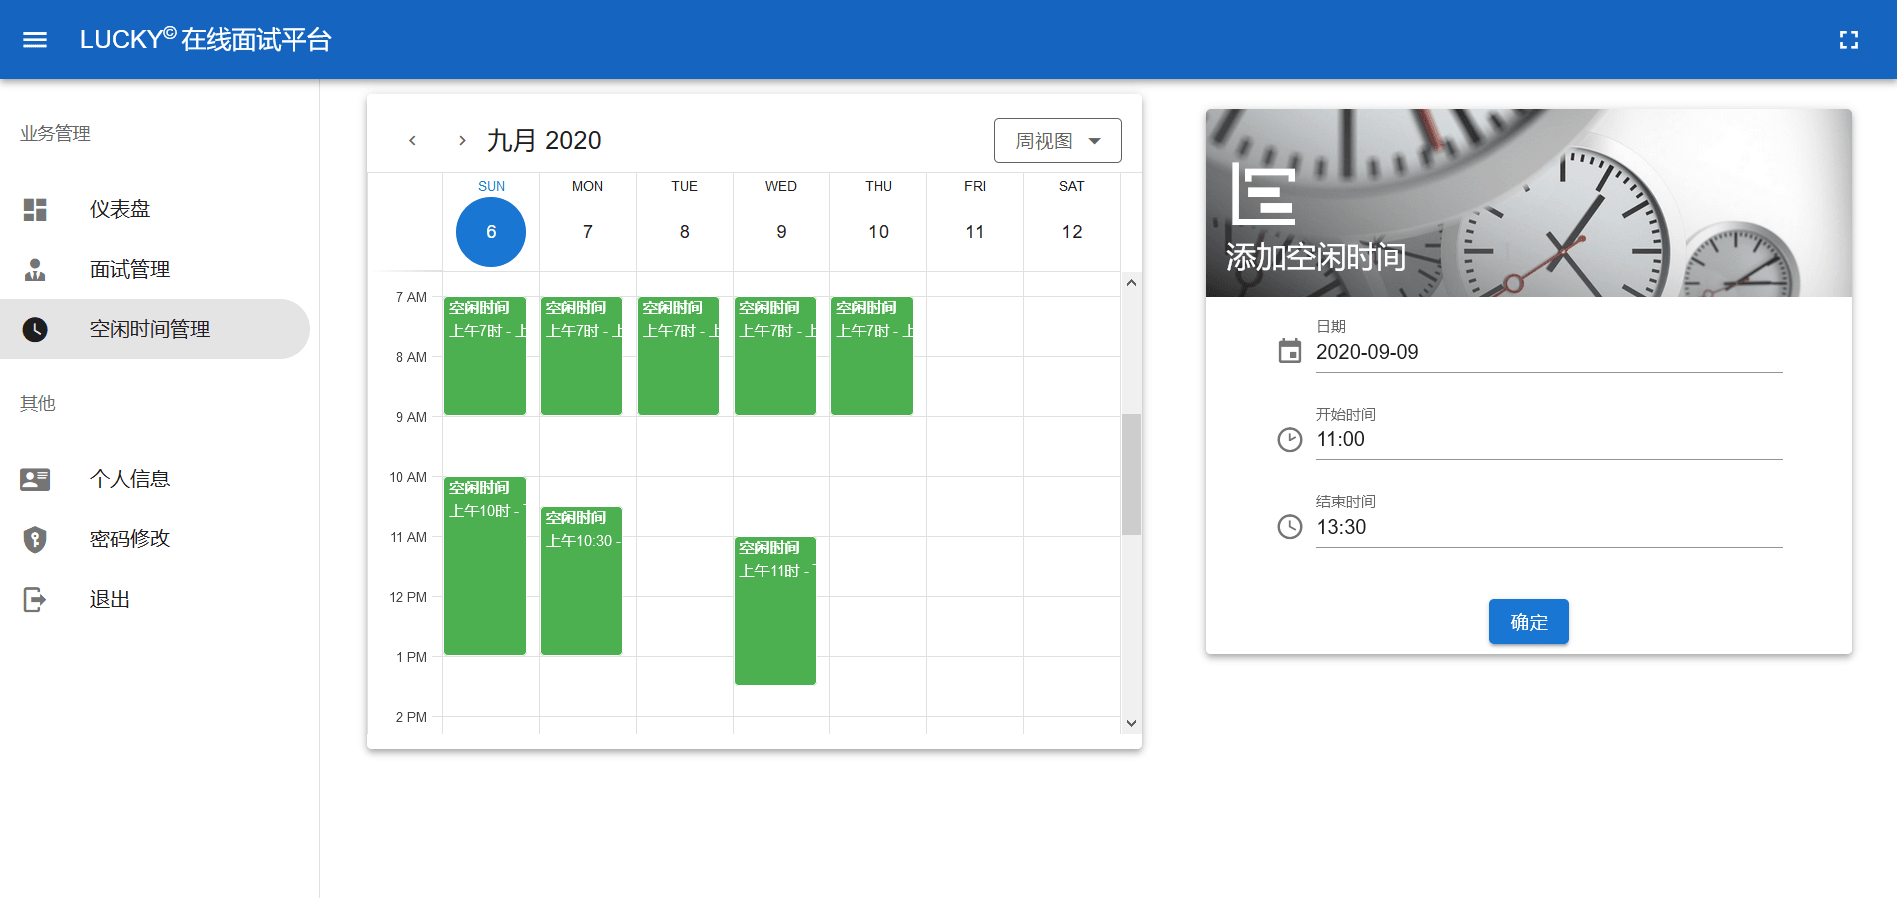 LUCKY© 在线面试平台
业务管理
仪表盘
面试管理
空闲时间管理
其他
个人信息
密码修改
退出
九月 2020
周视图
SUN MON TUE WED THU FRI SAT
6 7 8 9 10 11 12
7 AM
空闲时间 空闲时间 空闲时间 空闲时间 空闲时间
上午7时 - 上午7时 - 上午7时 - 上午7时 - 上午7时 -
8 AM
9 AM
10 AM
空闲时间
上午10时 -
空闲时间
上午10:30 -
11 AM
空闲时间
上午11时 -
12 PM
1 PM
2 PM
添加空闲时间
日期
2020-09-09
开始时间
11:00
结束时间
13:30
确定